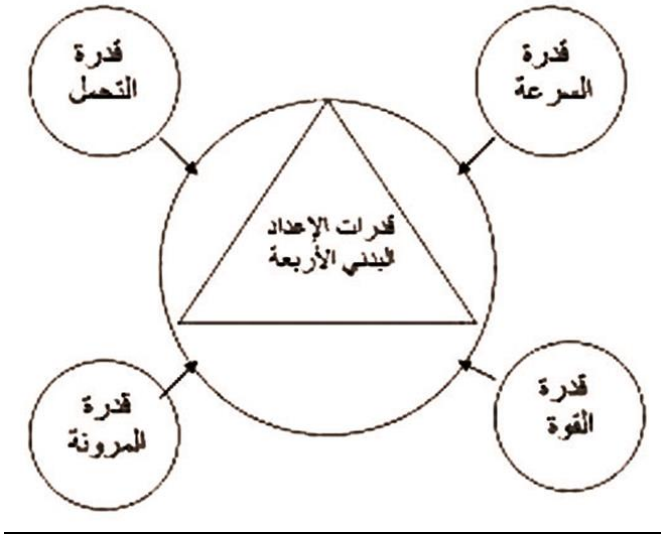 قدرة
السرعة
قدرة
التحمل
قدرات الإعداد
البدني الأربعة
قدرة
القوة
قدرة
المرونة